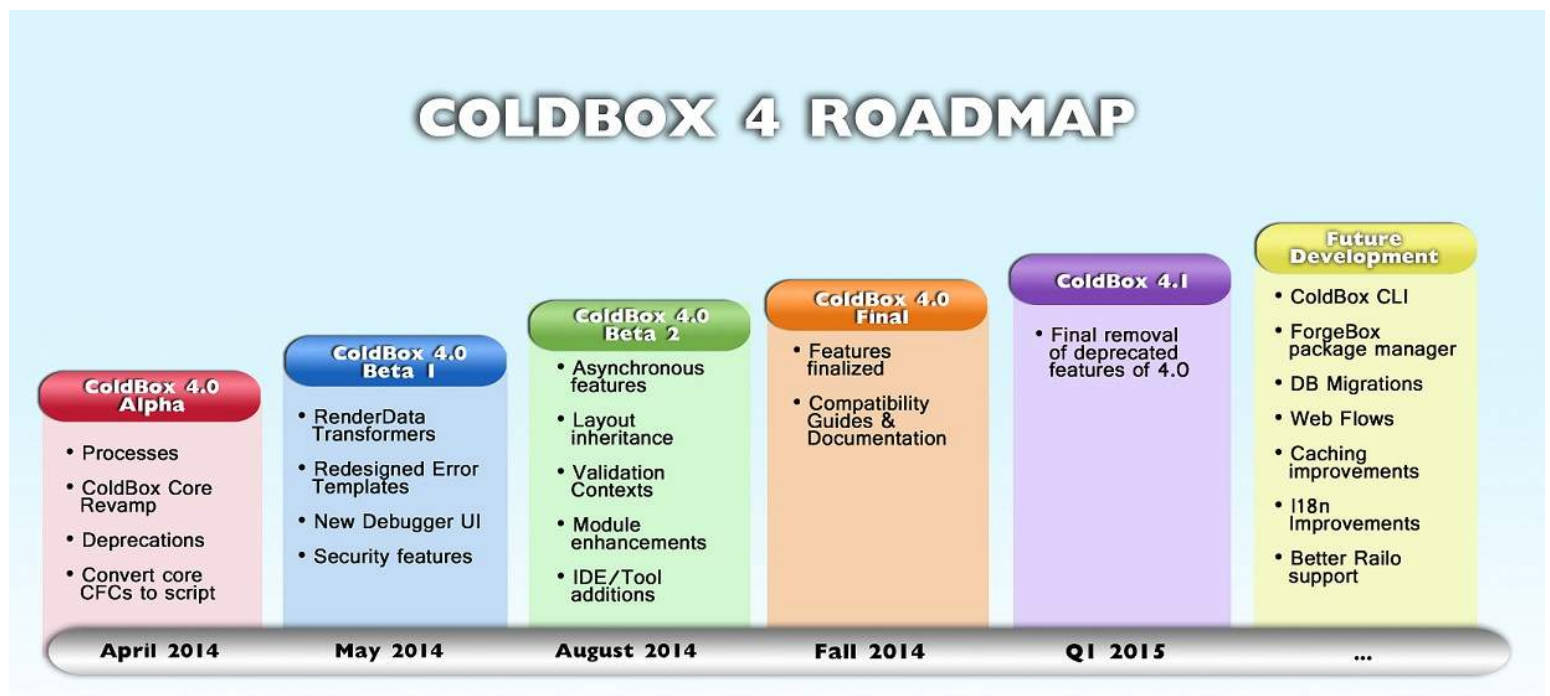 COLDBOX 4 ROADMAP
ColdBox 4.0
Alpha
• Processes
• ColdBox Core
Revamp
• Deprecations
• Convert core
CFCs to script
April 2014
ColdBox 4.0
Beta 1
• RenderData
Transformers
• Redesigned Error
Templates
• New Debugger UI
• Security features
May 2014
ColdBox 4.0
Beta 2
• Asynchronous
features
• Layout
inheritance
• Validation
Contexts
• Module
enhancements
• IDE/Tool
additions
August 2014
ColdBox 4.0
Final
• Features
finalized
• Compatibility
Guides &
Documentation
Fall 2014
ColdBox 4.1
• Final removal
of deprecated
features of 4.0
Q1 2015
Future
Development
• ColdBox CLI
• ForgeBox
package manager
• DB Migrations
• Web Flows
• Caching
improvements
• I18n
Improvements
• Better Railo
support
...